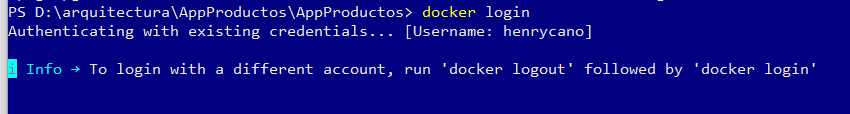 PS D:\arquitectura\AppProductos\AppProductos> docker login
Authenticating with existing credentials... [Username: henrycano]
i Info → To login with a different account, run 'docker logout' followed by 'docker login'